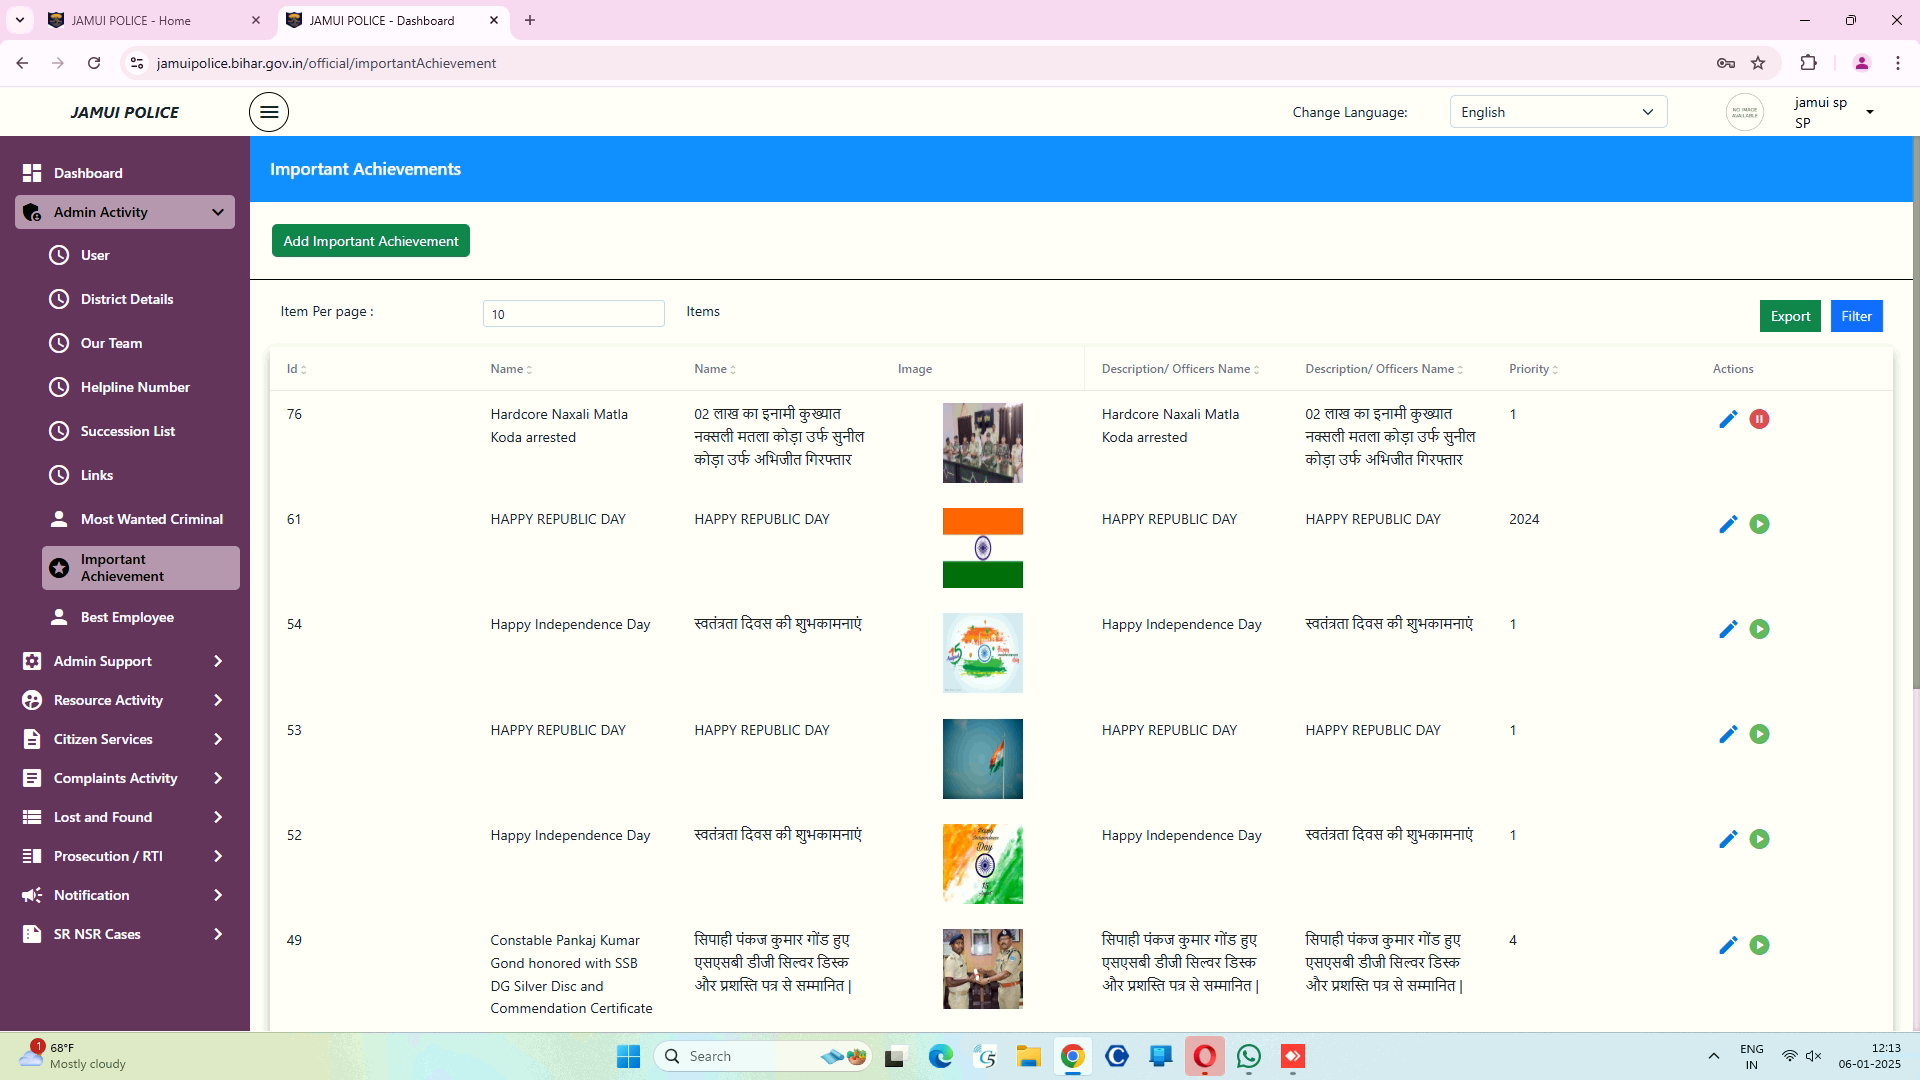 JAMUI POLICE - Home
JAMUI POLICE - Dashboard
jamuipolice.bihar.gov.in/official/importantAchievement
JAMUI POLICE
Change Language:
English
NO IMAGE
AVAILABLE
jamui sp
SP
Dashboard
Admin Activity
User
District Details
Our Team
Helpline Number
Succession List
Links
Most Wanted Criminal
Important
Achievement
Best Employee
Admin Support
Resource Activity
Citizen Services
Complaints Activity
Lost and Found
Prosecution / RTI
Notification
SR NSR Cases
Important Achievements
Add Important Achievement
Item Per page :
10
Items
Export
Filter
Id
Name
Name
Image
Description/ Officers Name
Description/ Officers Name
Priority
Actions
76
Hardcore Naxali Matla
Koda arrested
02 लाख का इनामी कुख्यात
नक्सली मतला कोड़ा उर्फ सुनील
कोड़ा उर्फ अभिजीत गिरफ्तार
Hardcore Naxali Matla
Koda arrested
02 लाख का इनामी कुख्यात
नक्सली मतला कोड़ा उर्फ सुनील
कोड़ा उर्फ अभिजीत गिरफ्तार
1
61
HAPPY REPUBLIC DAY
HAPPY REPUBLIC DAY
HAPPY REPUBLIC DAY
HAPPY REPUBLIC DAY
2024
54
Happy Independence Day
स्वतंत्रता दिवस की शुभकामनाएं
Happy Independence Day
स्वतंत्रता दिवस की शुभकामनाएं
1
53
HAPPY REPUBLIC DAY
HAPPY REPUBLIC DAY
HAPPY REPUBLIC DAY
HAPPY REPUBLIC DAY
1
52
Happy Independence Day
स्वतंत्रता दिवस की शुभकामनाएं
Happy Independence Day
स्वतंत्रता दिवस की शुभकामनाएं
1
49
Constable Pankaj Kumar
Gond honored with SSB
DG Silver Disc and
Commendation Certificate
सिपाही पंकज कुमार गोंड हुए
एसएसबी डीजी सिल्वर डिस्क
और प्रशस्ति पत्र से सम्मानित |
सिपाही पंकज कुमार गोंड हुए
एसएसबी डीजी सिल्वर डिस्क
और प्रशस्ति पत्र से सम्मानित |
सिपाही पंकज कुमार गोंड हुए
एसएसबी डीजी सिल्वर डिस्क
और प्रशस्ति पत्र से सम्मानित |
4
1
68°F
Mostly cloudy
Search
ENG
IN
12:13
06-01-2025